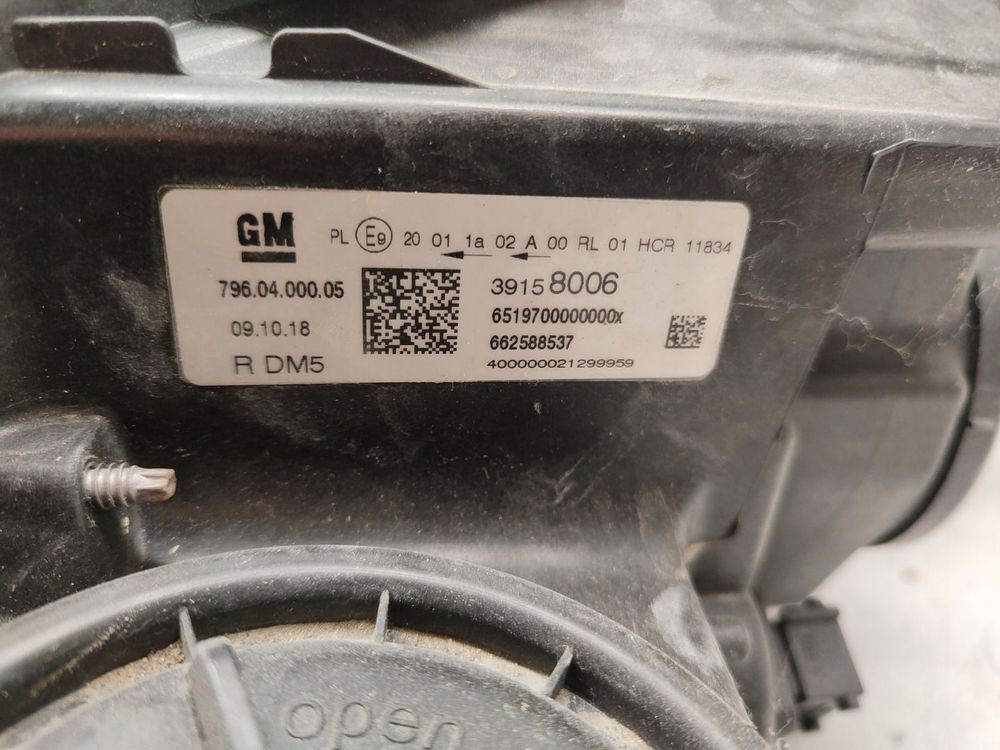 GM
PL E9 20 01 1a 02 A 00 RL 01 HCR 11834
796.04.000.05
39158006
6519700000000x
09.10.18
662588537
R DM5
400000021299959
open